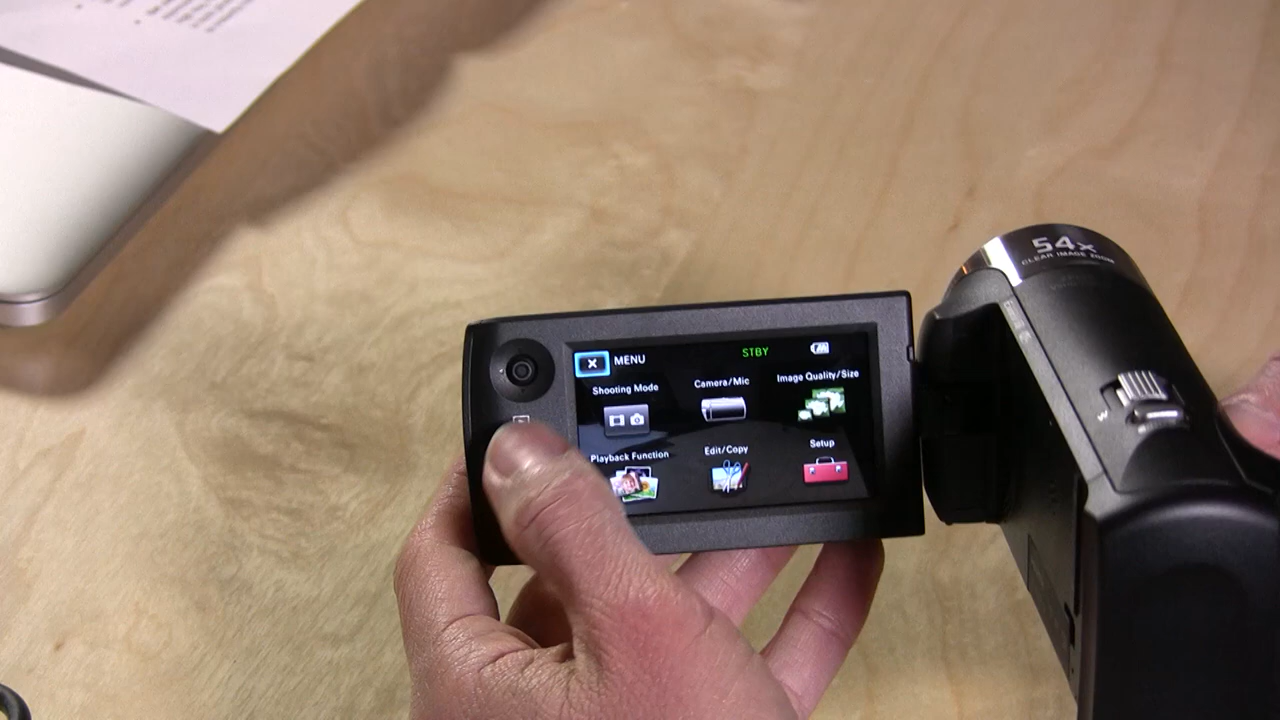 54x
CLEAR IMAGE ZOOM
X MENU
STBY
Shooting Mode
Camera/Mic
Image Quality/Size
Playback Function
Edit/Copy
Setup
W